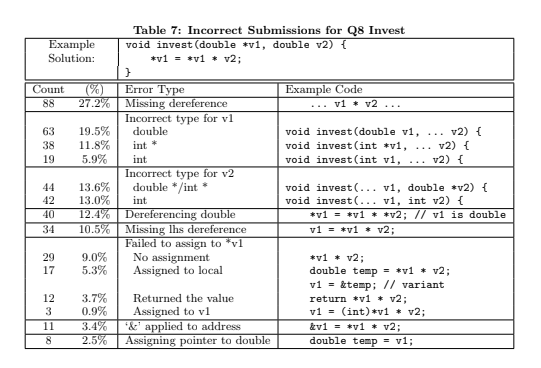 Table 7: Incorrect Submissions for Q8 Invest
Example void invest(double *v1, double v2) {
Solution: *v1 = *v1 * v2;
}
Count (%) Error Type Example Code
88 27.2% Missing dereference ... v1 * v2 ...
Incorrect type for v1
63 19.5% double void invest(double v1, ... v2) {
38 11.8% int * void invest(int *v1, ... v2) {
19 5.9% int void invest(int v1, ... v2) {
Incorrect type for v2
44 13.6% double */int * void invest(... v1, double *v2) {
42 13.0% int void invest(... v1, int v2) {
40 12.4% Dereferencing double *v1 = *v1 * *v2; // v1 is double
34 10.5% Missing lhs dereference v1 = *v1 * v2;
Failed to assign to *v1
29 9.0% No assignment *v1 * v2;
17 5.3% Assigned to local double temp = *v1 * v2;
v1 = &temp; // variant
12 3.7% Returned the value return *v1 * v2;
3 0.9% Assigned to v1 v1 = (int)*v1 * v2;
11 3.4% ‘&’ applied to address &v1 = *v1 * v2;
8 2.5% Assigning pointer to double double temp = v1;